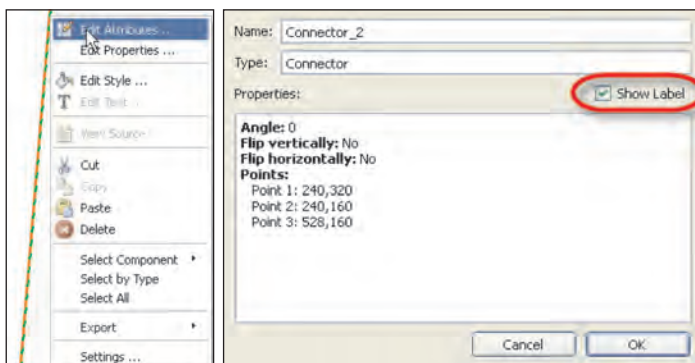 Edit Attributes ...
Edit Properties ...
Edit Style ...
Edit Text ...
View Source
Cut
Copy
Paste
Delete
Select Component
Select by Type
Select All
Export
Settings ...
Name: Connector_2
Type: Connector
Properties:
Show Label
Angle: 0
Flip vertically: No
Flip horizontally: No
Points:
Point 1: 240,320
Point 2: 240,160
Point 3: 528,160
Cancel
OK